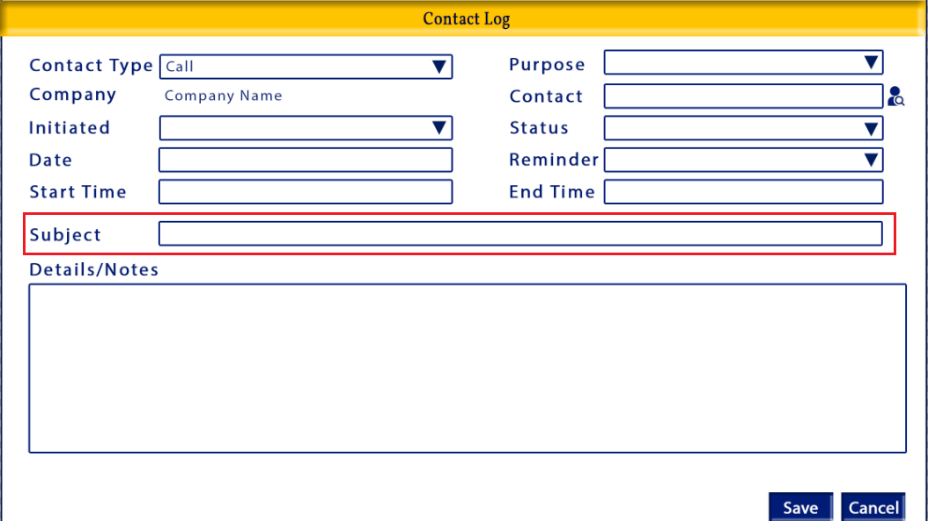 Contact Log
Contact Type Call Purpose
Company Company Name Contact
Initiated Status
Date Reminder
Start Time End Time
Subject
Details/Notes
Save Cancel